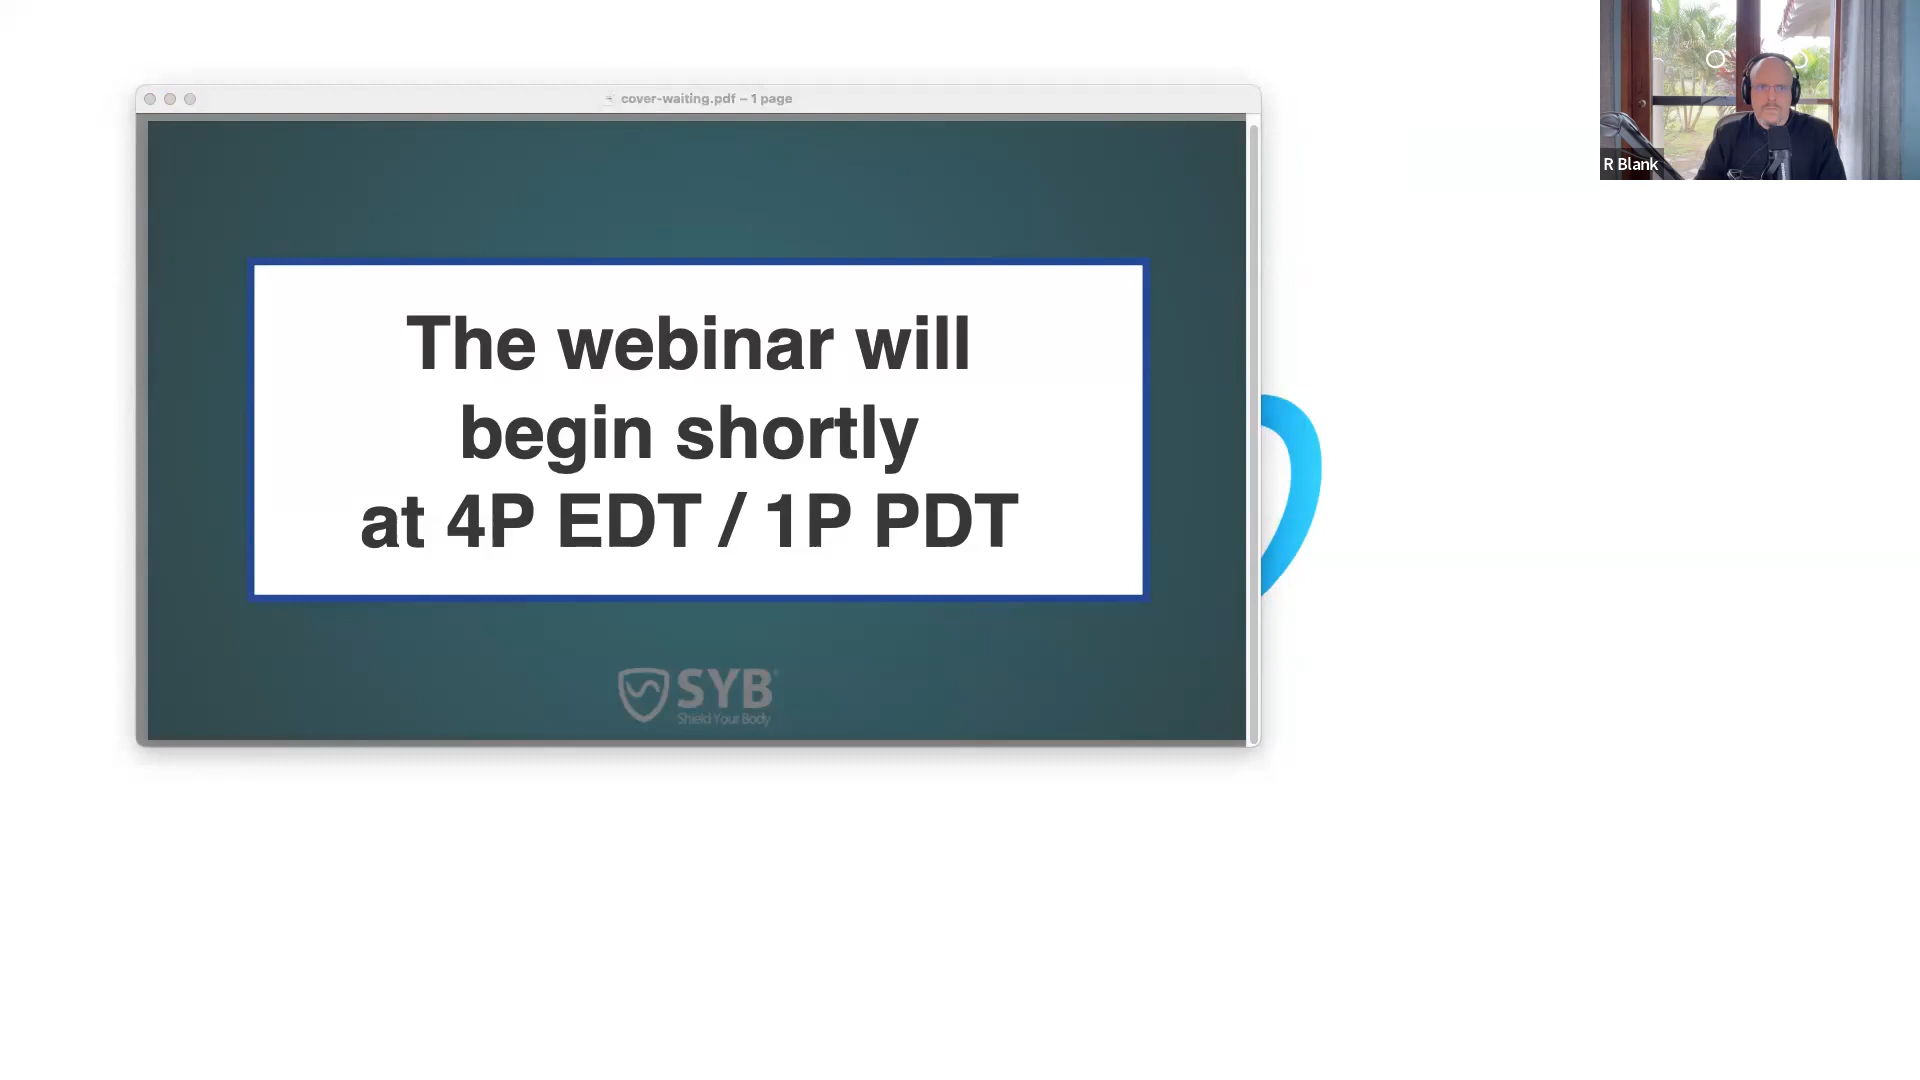 cover-waiting.pdf – 1 page
R Blank
The webinar will
begin shortly
at 4P EDT / 1P PDT
SYB®
Shield Your Body